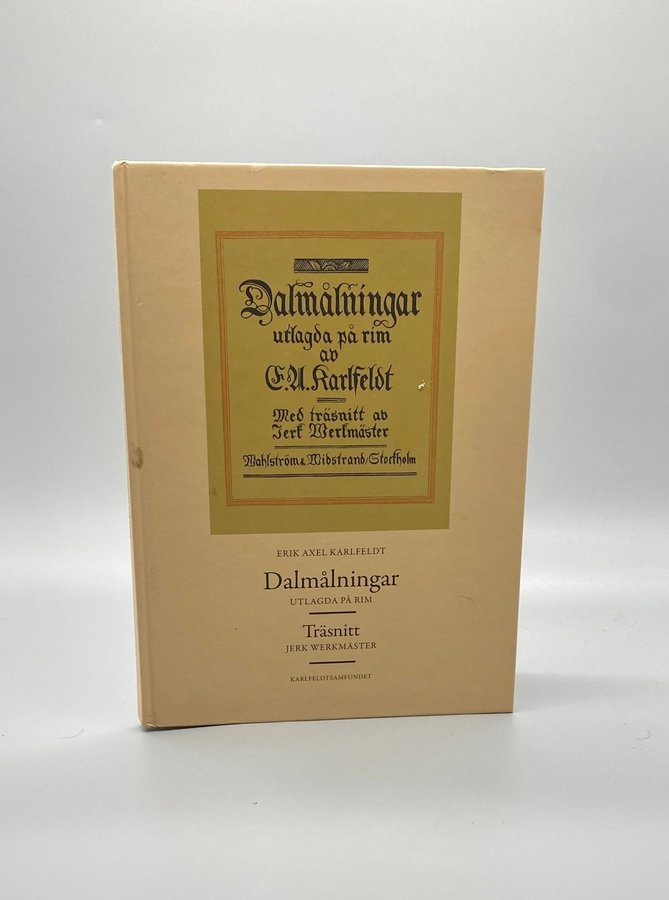 Dalmålningar
utlagda på rim
av
E.A. Karlfeldt
Med träsnitt av
Jerk Werkmäster
Wahlström & Widstrand/Stockholm
ERIK AXEL KARLFELDT
Dalmålningar
UTLAGDA PÅ RIM
Träsnitt
JERK WERKMÄSTER
KARLFELDTSAMFUNDET